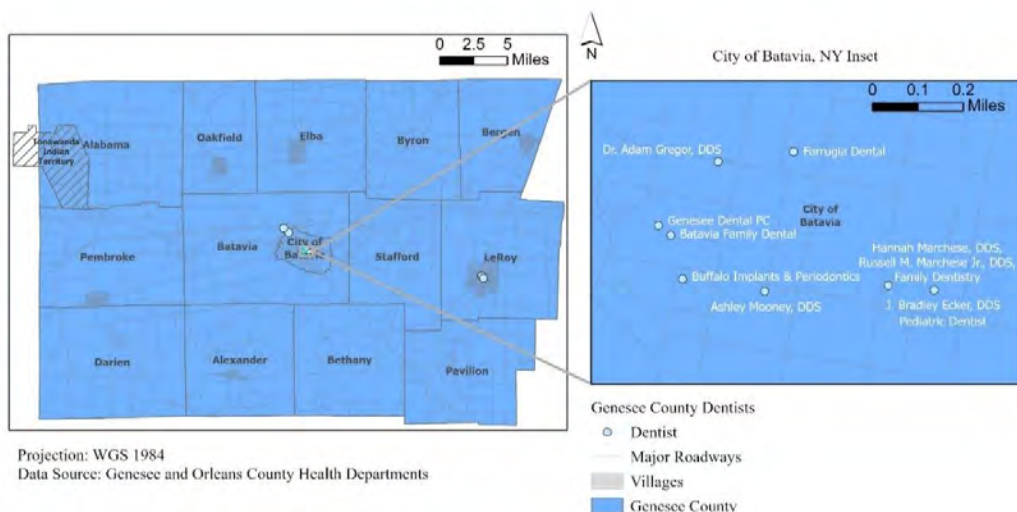 0 2.5 5
Miles
N
City of Batavia, NY Inset
0 0.1 0.2
Miles
Tonawanda
Indian
Territory
Alabama
Oakfield
Elba
Byron
Bergen
Pembroke
Batavia
City of
Stafford
LeRoy
Darien
Alexander
Bethany
Pavilion
Dr. Adam Gregor, DDS
Farrugia Dental
City of
Batavia
Genesee Dental PC
Batavia Family Dental
Hannah Marchese, DDS,
Russell M. Marchese Jr., DDS,
Family Dentistry
Buffalo Implants & Periodontics
Ashley Mooney, DDS
J. Bradley Ecker, DDS
Pediatric Dentist
Genesee County Dentists
Dentist
Major Roadways
Villages
Genesee County
Projection: WGS 1984
Data Source: Genesee and Orleans County Health Departments